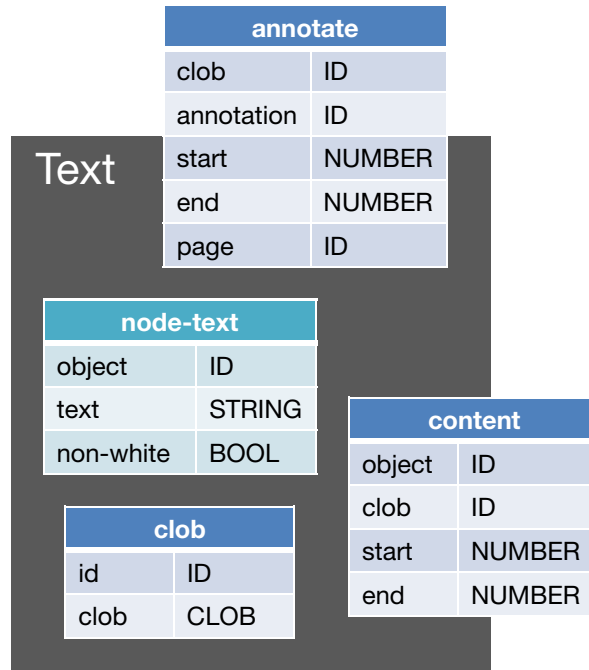 annotate
clob ID
annotation ID
start NUMBER
end NUMBER
page ID
Text
node-text
object ID
text STRING
non-white BOOL
content
object ID
clob ID
start NUMBER
end NUMBER
clob
id ID
clob CLOB